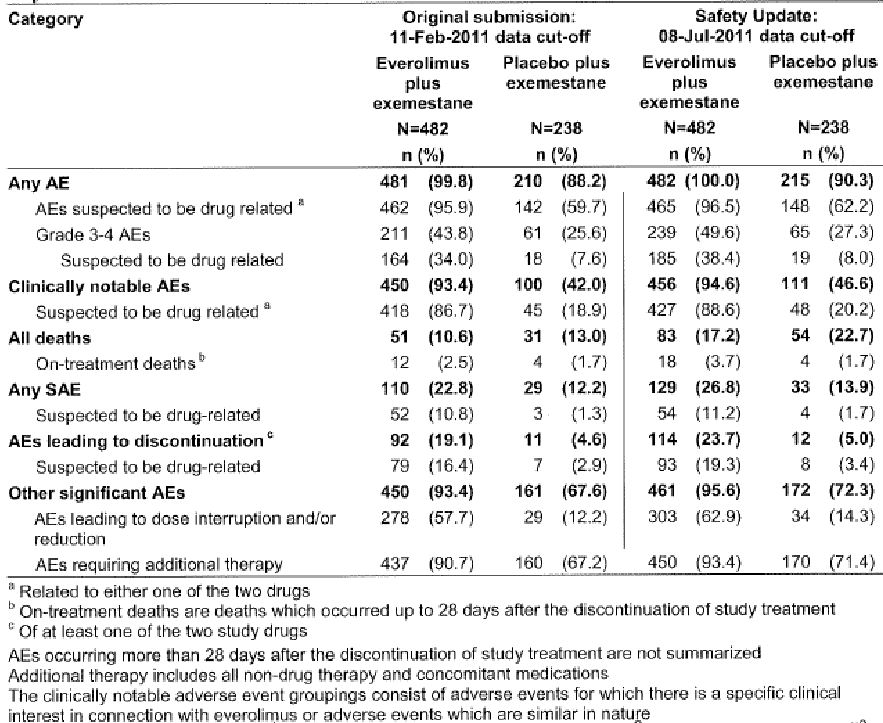 Category Original submission: Safety Update:
11-Feb-2011 data cut-off 08-Jul-2011 data cut-off
Everolimus Placebo plus Everolimus Placebo plus
plus exemestane plus exemestane
exemestane exemestane
N=482 N=238 N=482 N=238
n (%) n (%) n (%) n (%)
Any AE 481 (99.8) 210 (88.2) 482 (100.0) 215 (90.3)
AEs suspected to be drug related a 462 (95.9) 142 (59.7) 465 (96.5) 148 (62.2)
Grade 3-4 AEs 211 (43.8) 61 (25.6) 239 (49.6) 65 (27.3)
Suspected to be drug related 164 (34.0) 18 (7.6) 185 (38.4) 19 (8.0)
Clinically notable AEs 450 (93.4) 100 (42.0) 456 (94.6) 111 (46.6)
Suspected to be drug related a 418 (86.7) 45 (18.9) 427 (88.6) 48 (20.2)
All deaths 51 (10.6) 31 (13.0) 83 (17.2) 54 (22.7)
On-treatment deaths b 12 (2.5) 4 (1.7) 18 (3.7) 4 (1.7)
Any SAE 110 (22.8) 29 (12.2) 129 (26.8) 33 (13.9)
Suspected to be drug-related 52 (10.8) 3 (1.3) 54 (11.2) 4 (1.7)
AEs leading to discontinuation c 92 (19.1) 11 (4.6) 114 (23.7) 12 (5.0)
Suspected to be drug-related 79 (16.4) 7 (2.9) 93 (19.3) 8 (3.4)
Other significant AEs 450 (93.4) 161 (67.6) 461 (95.6) 172 (72.3)
AEs leading to dose interruption and/or 278 (57.7) 29 (12.2) 303 (62.9) 34 (14.3)
reduction
AEs requiring additional therapy 437 (90.7) 160 (67.2) 450 (93.4) 170 (71.4)
a Related to either one of the two drugs
b On-treatment deaths are deaths which occurred up to 28 days after the discontinuation of study treatment
c Of at least one of the two study drugs
AEs occurring more than 28 days after the discontinuation of study treatment are not summarized
Additional therapy includes all non-drug therapy and concomitant medications
The clinically notable adverse event groupings consist of adverse events for which there is a specific clinical
interest in connection with everolimus or adverse events which are similar in nature